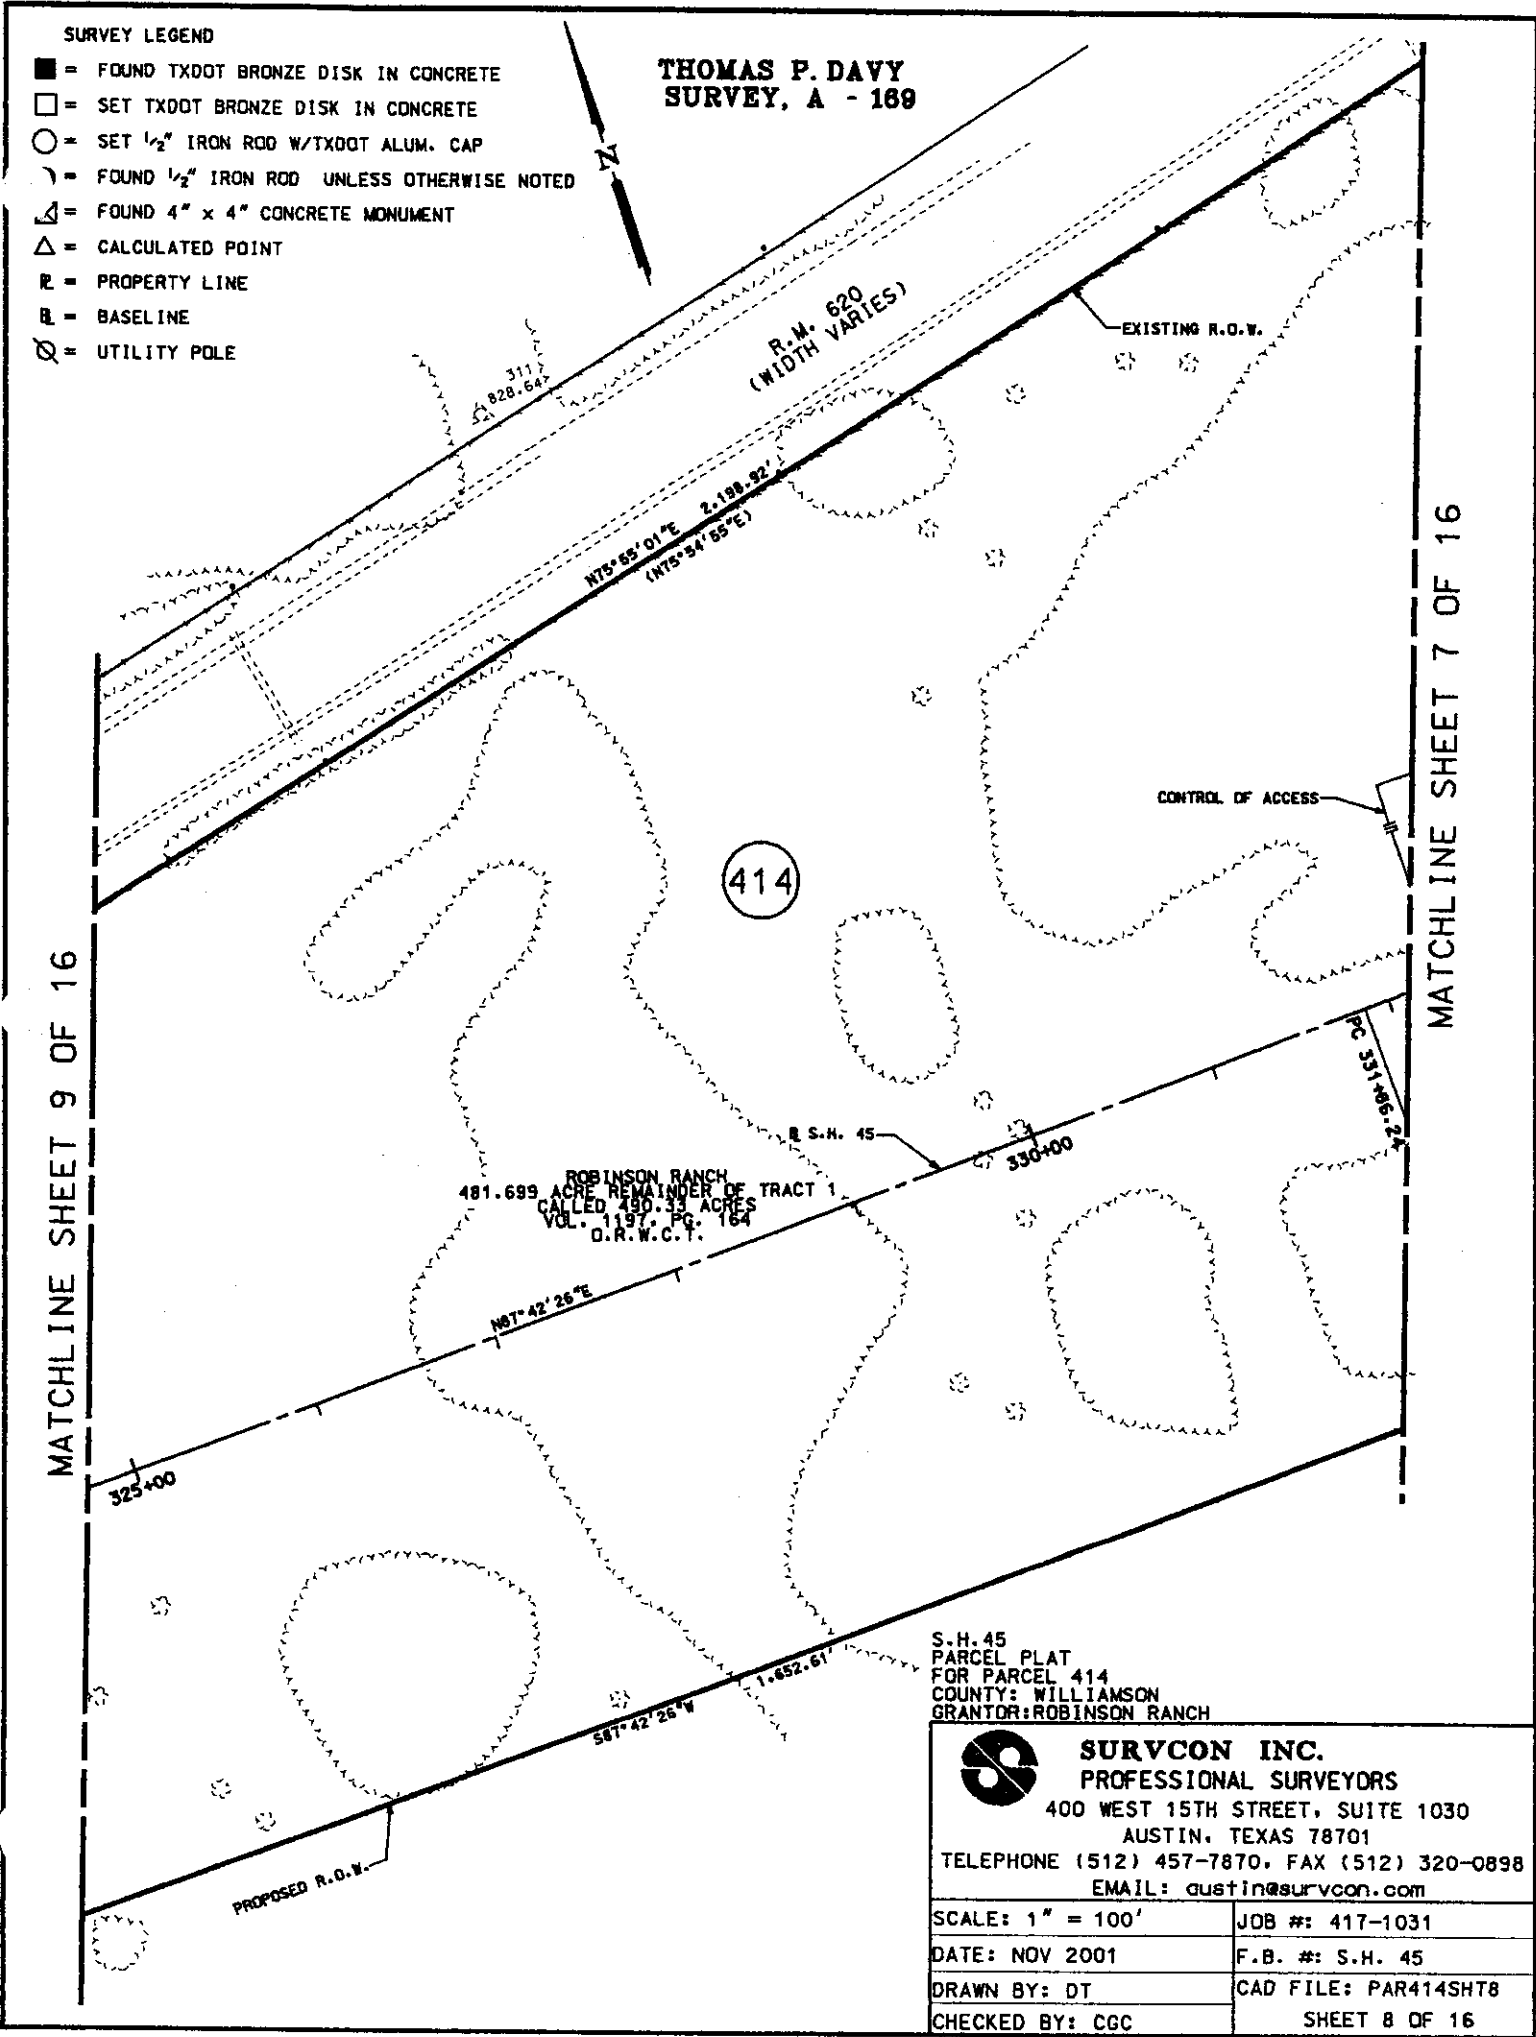 SURVEY LEGEND
= FOUND TXDOT BRONZE DISK IN CONCRETE
= SET TXDOT BRONZE DISK IN CONCRETE
= SET 1/2" IRON ROD W/TXDOT ALUM. CAP
= FOUND 1/2" IRON ROD UNLESS OTHERWISE NOTED
= FOUND 4" x 4" CONCRETE MONUMENT
△ = CALCULATED POINT
PL = PROPERTY LINE
BL = BASELINE
= UTILITY POLE
THOMAS P. DAVY
SURVEY, A - 169
N
R.M. 620
(WIDTH VARIES)
EXISTING R.O.W.
311
828.64
N75°55'01"E 2,198.92'
(N75°54'55"E)
MATCHLINE SHEET 7 OF 16
CONTROL OF ACCESS
414
MATCHLINE SHEET 9 OF 16
PC 331+86.24
BL S.H. 45
330+00
ROBINSON RANCH
481.699 ACRE REMAINDER OF TRACT 1
CALLED 490.33 ACRES
VOL. 1197, PG. 164
O.R.W.C.T.
N87°42'26"E
325+00
S87°42'26"W 1,652.61'
PROPOSED R.O.W.
S.H.45
PARCEL PLAT
FOR PARCEL 414
COUNTY: WILLIAMSON
GRANTOR:ROBINSON RANCH
SURVCON INC.
PROFESSIONAL SURVEYORS
400 WEST 15TH STREET, SUITE 1030
AUSTIN, TEXAS 78701
TELEPHONE (512) 457-7870, FAX (512) 320-0898
EMAIL: austin@survcon.com
SCALE: 1" = 100'
JOB #: 417-1031
DATE: NOV 2001
F.B. #: S.H. 45
DRAWN BY: DT
CAD FILE: PAR414SHT8
CHECKED BY: CGC
SHEET 8 OF 16